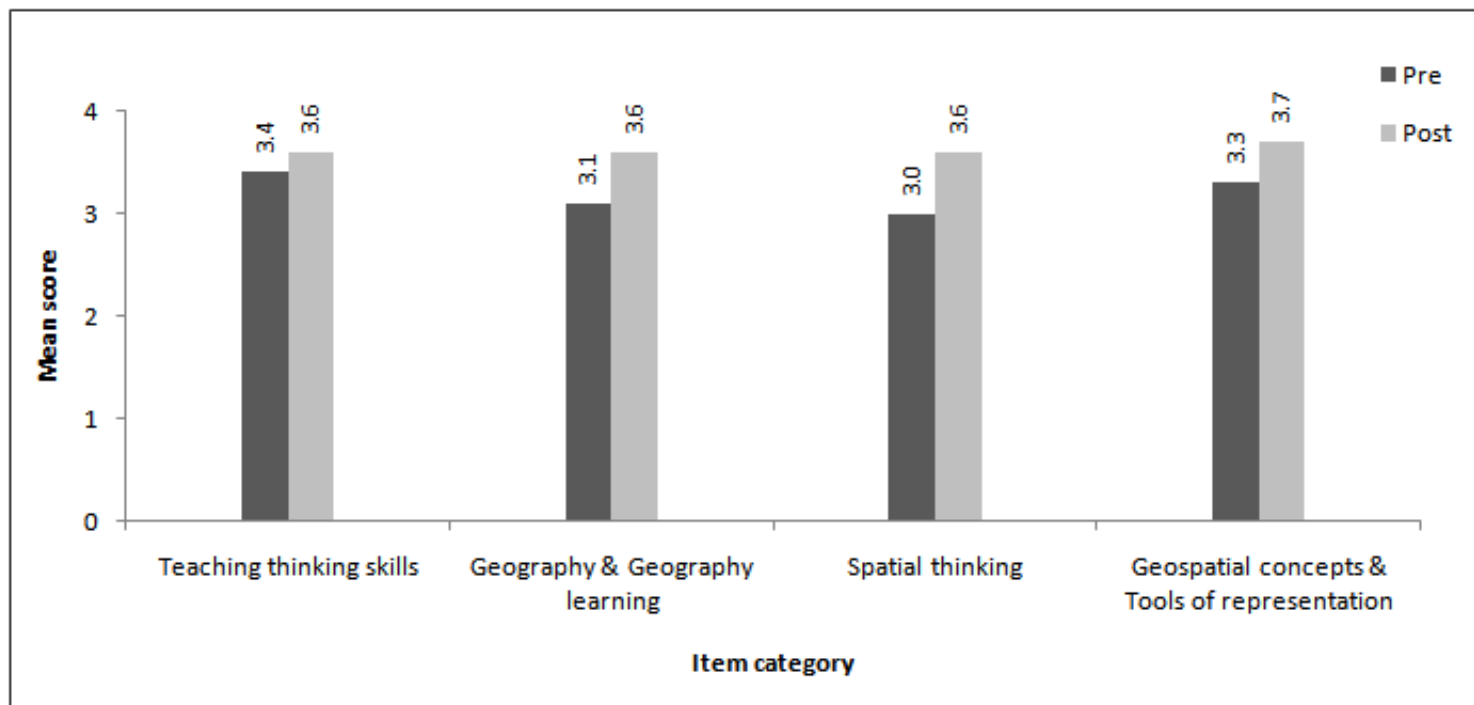 Pre
Post
4
3
2
1
0
Mean score
3.4
3.6
3.1
3.6
3.0
3.6
3.3
3.7
Teaching thinking skills
Geography & Geography
learning
Spatial thinking
Geospatial concepts &
Tools of representation
Item category